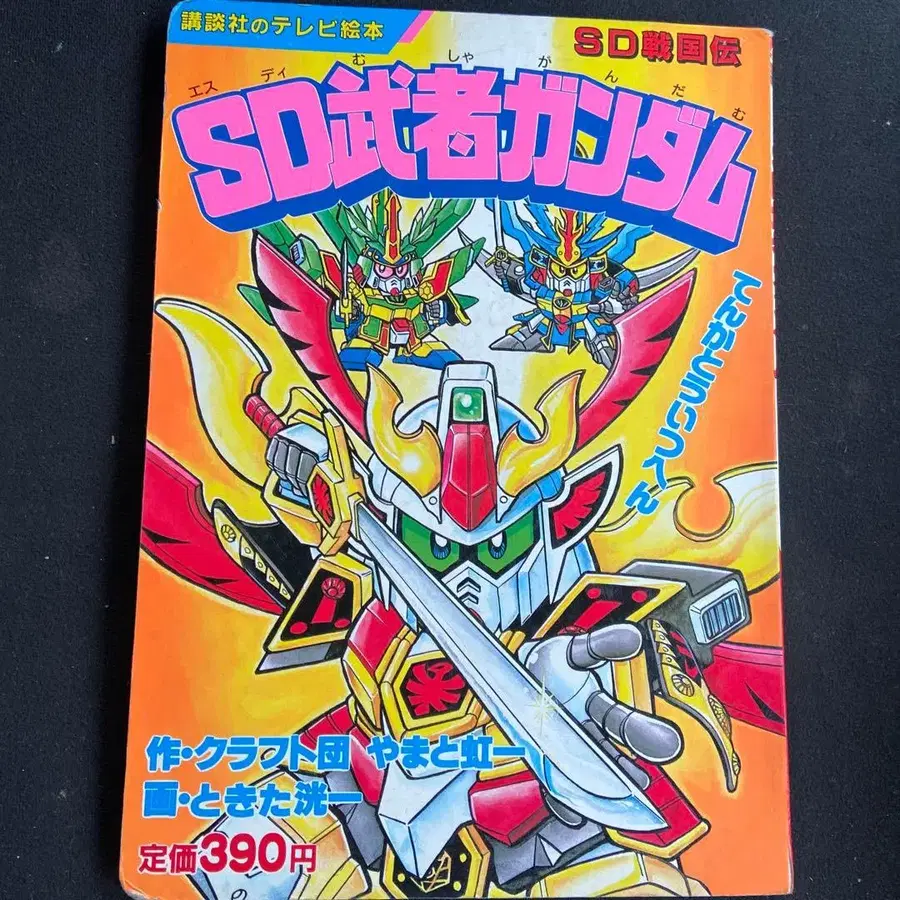 講談社のテレビ絵本
SD戦国伝
エスディむしゃがんだむ
SD武者ガンダム
てんかとういつへん
作・クラフト団 やまと虹一
画・ときた洸一
定価390円
の